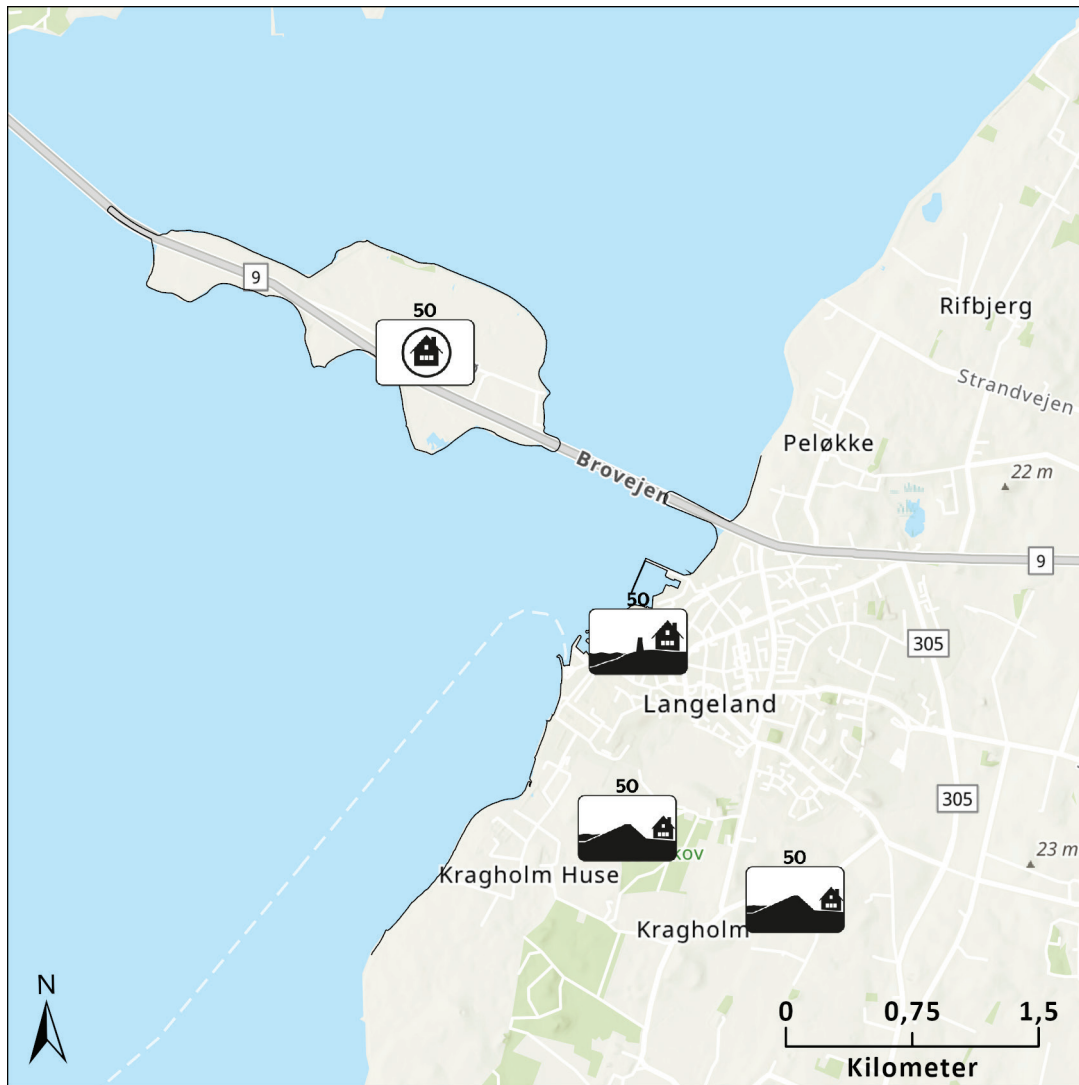 9
50
Rifbjerg
Strandvejen
Peløkke
22 m
Brovejen
9
50
305
Langeland
50
305
kov
23 m
Kragholm Huse
50
Kragholm
N
0 0,75 1,5
Kilometer